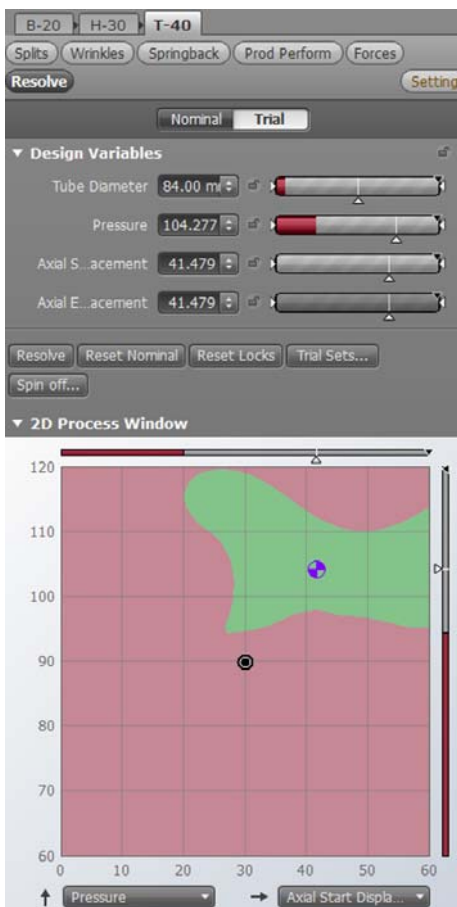 B-20 H-30 T-40
Splits Wrinkles Springback Prod Perform Forces
Resolve Setting
Nominal Trial
Design Variables
Tube Diameter 84.00 m
Pressure 104.277
Axial S...acement 41.479
Axial E...acement 41.479
Resolve Reset Nominal Reset Locks Trial Sets...
Spin off...
2D Process Window
120
110
100
90
80
70
60
0 10 20 30 40 50 60
Pressure Axial Start Displa...